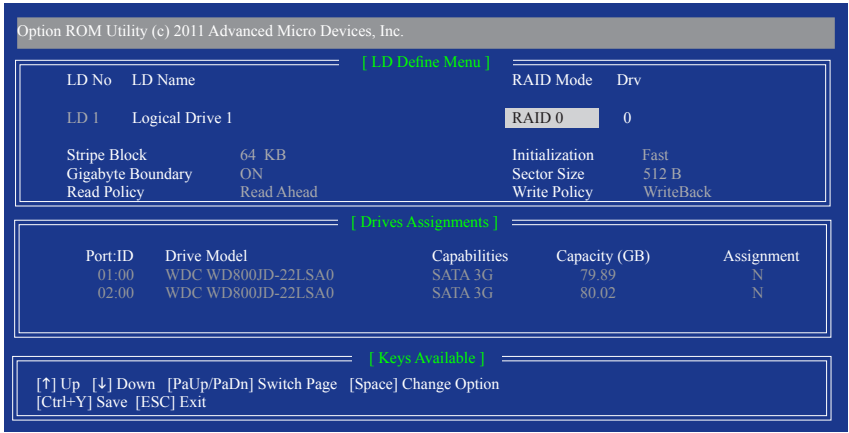 Option ROM Utility (c) 2011 Advanced Micro Devices, Inc.
[ LD Define Menu ]
LD No LD Name RAID Mode Drv
LD 1 Logical Drive 1 RAID 0 0
Stripe Block 64 KB Initialization Fast
Gigabyte Boundary ON Sector Size 512 B
Read Policy Read Ahead Write Policy WriteBack
[ Drives Assignments ]
Port:ID Drive Model Capabilities Capacity (GB) Assignment
01:00 WDC WD800JD-22LSA0 SATA 3G 79.89 N
02:00 WDC WD800JD-22LSA0 SATA 3G 80.02 N
[ Keys Available ]
[↑] Up [↓] Down [PaUp/PaDn] Switch Page [Space] Change Option
[Ctrl+Y] Save [ESC] Exit